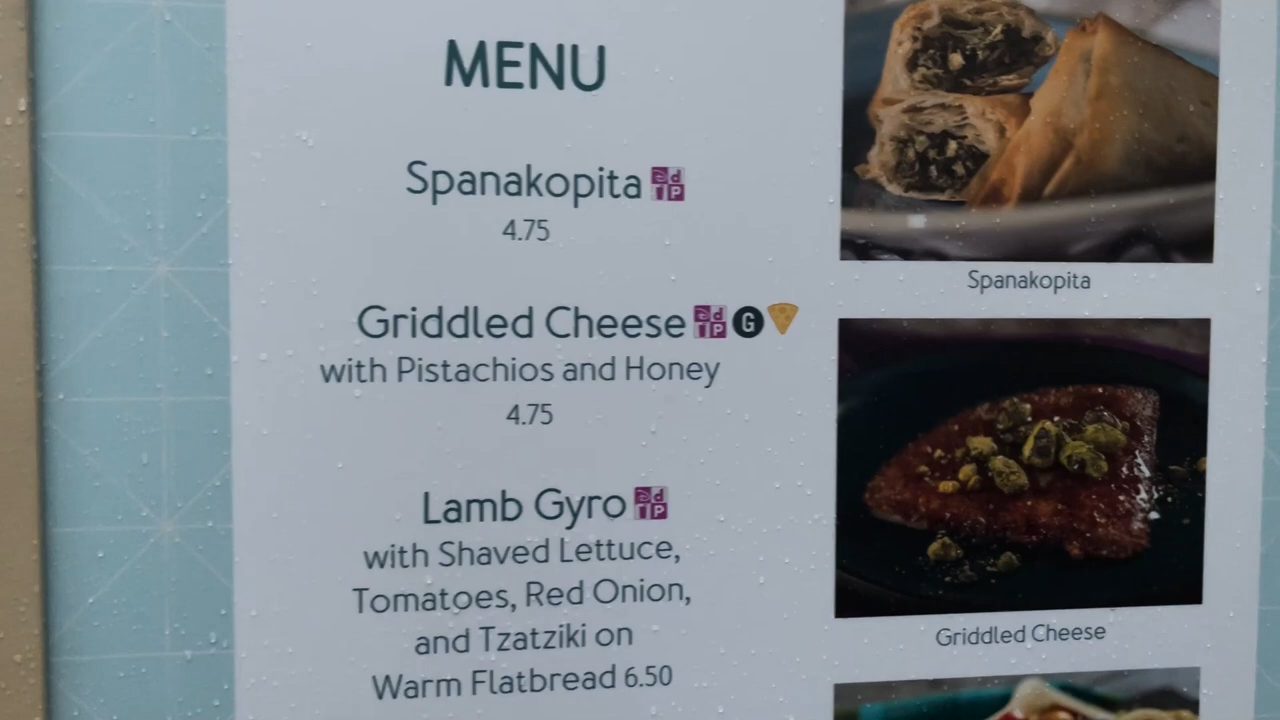 MENU
Spanakopita
4.75
Griddled Cheese G
with Pistachios and Honey
4.75
Lamb Gyro
with Shaved Lettuce,
Tomatoes, Red Onion,
and Tzatziki on
Warm Flatbread 6.50
Spanakopita
Griddled Cheese